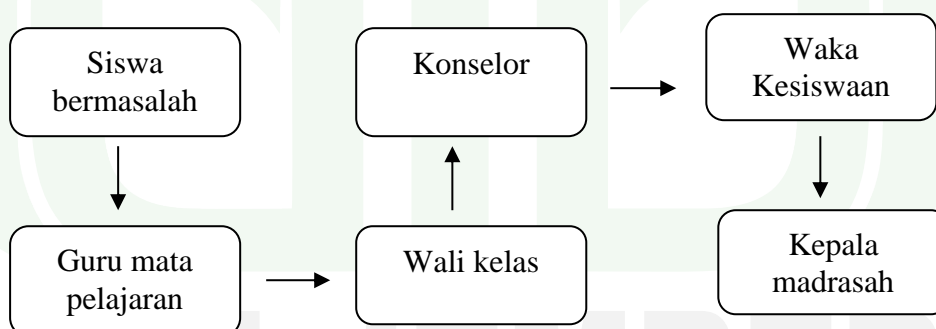 Siswa
bermasalah
Konselor
Waka
Kesiswaan
Guru mata
pelajaran
Wali kelas
Kepala
madrasah